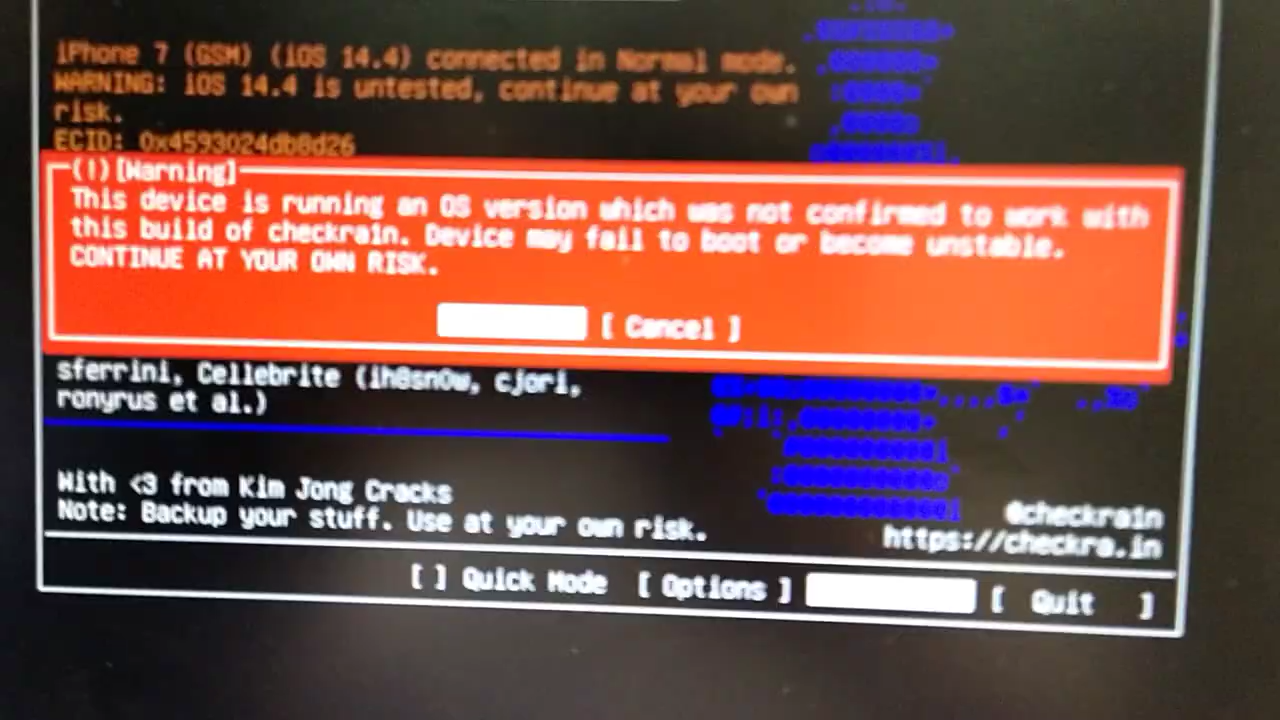 iPhone 7 (GSM) (iOS 14.4) connected in Normal mode.
WARNING: iOS 14.4 is untested, continue at your own
risk.
ECID: 0x4593024db8d26
(!)[Warning]
This device is running an OS version which was not confirmed to work with
this build of checkra1n. Device may fail to boot or become unstable.
CONTINUE AT YOUR OWN RISK.
[ Cancel ]
sferrini, Cellebrite (ih8sn0w, cjori,
ronyrus et al.)
With <3 from Kim Jong Cracks
Note: Backup your stuff. Use at your own risk.
@checkra1n
https://checkra.in
[ ] Quick Mode [ Options ] [ Quit ]